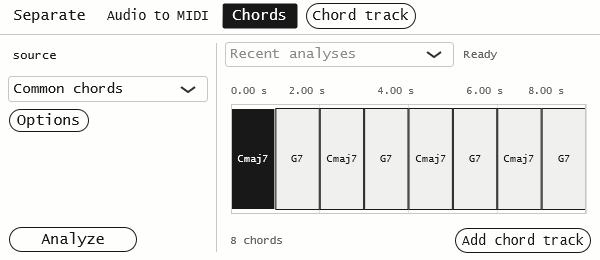 Separate Audio to MIDI Chords Chord track
source
Recent analyses Ready
Common chords
0.00 s 2.00 s 4.00 s 6.00 s 8.00 s
Options
Cmaj7 G7 Cmaj7 G7 Cmaj7 G7 Cmaj7 G7
Analyze
8 chords
Add chord track